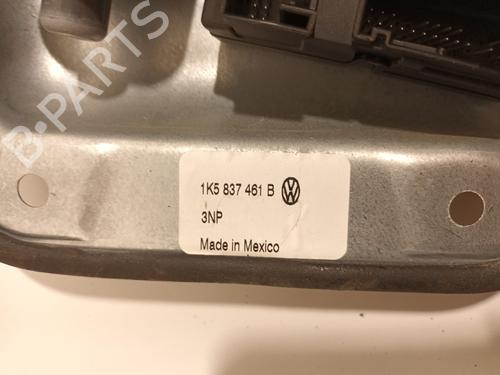 B-PARTS
1K5 837 461 B
3NP
Made in Mexico